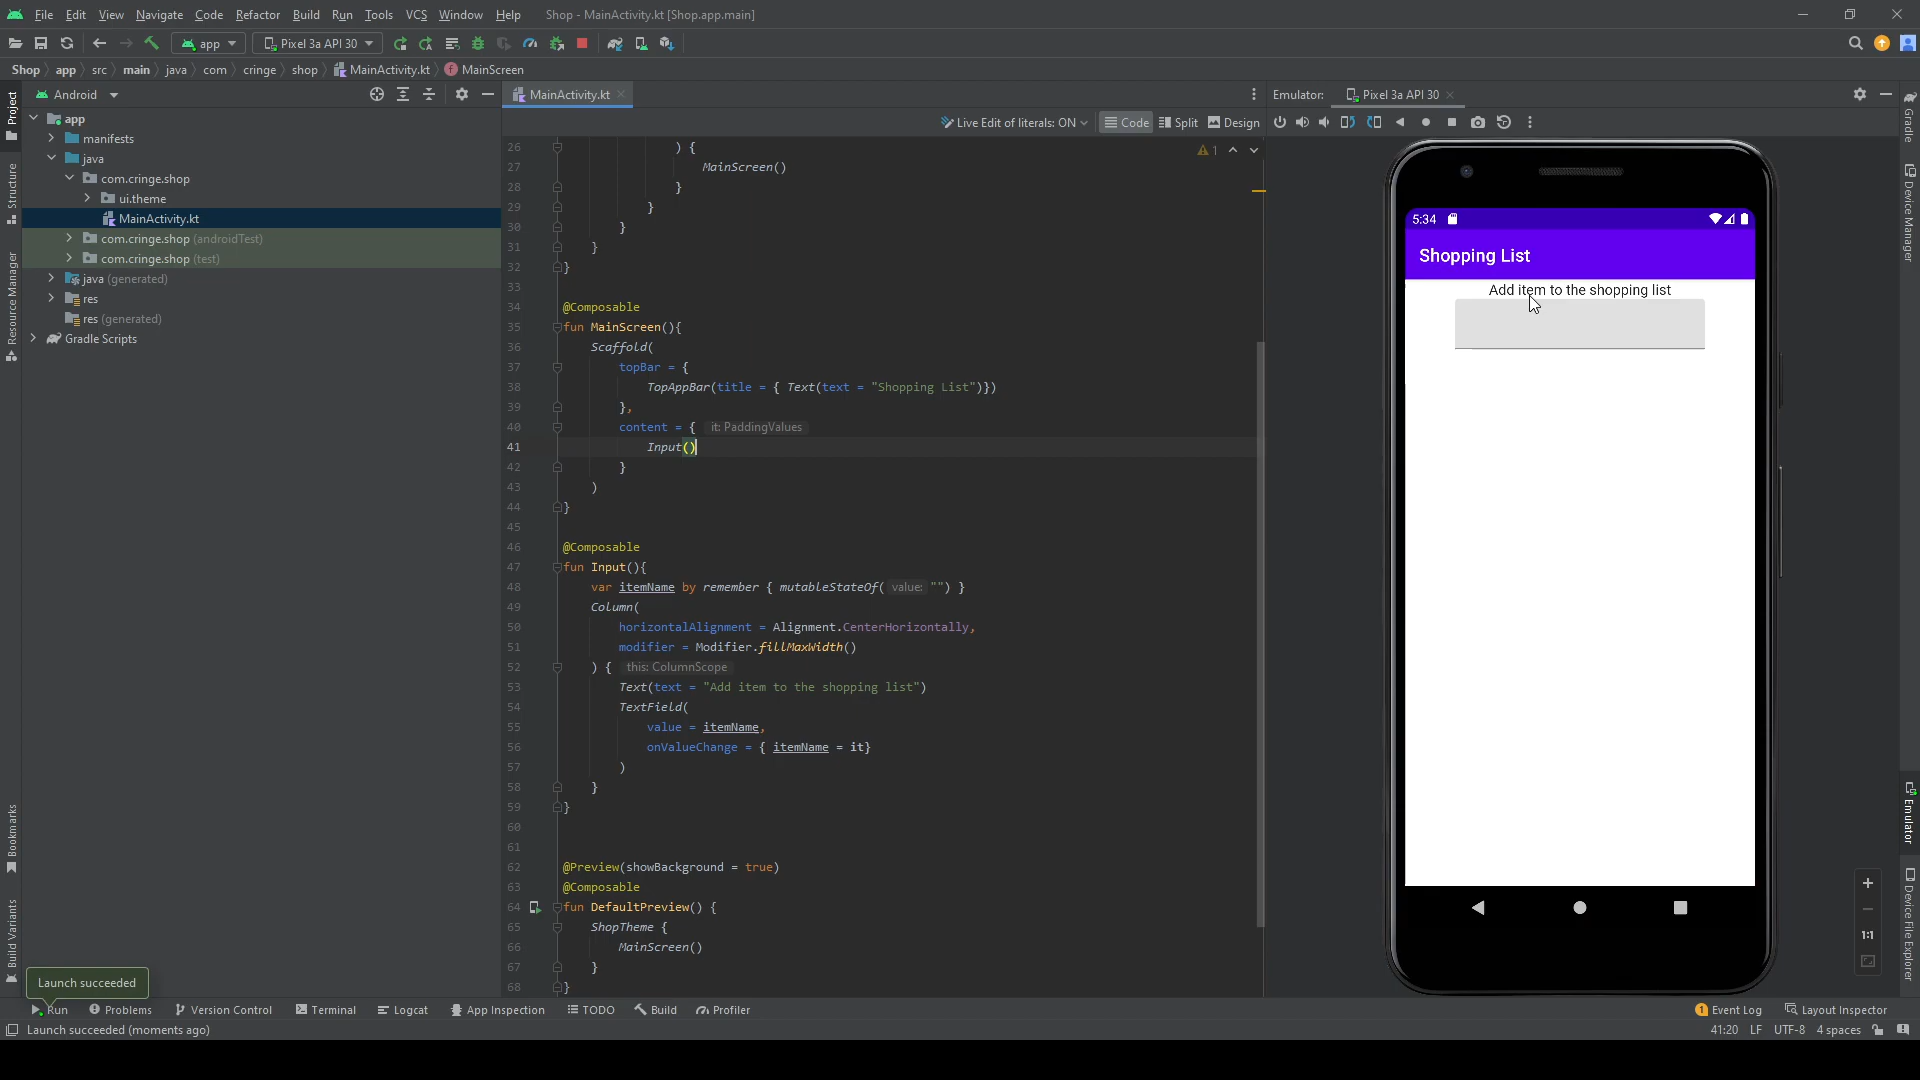 File Edit View Navigate Code Refactor Build Run Tools VCS Window Help Shop - MainActivity.kt [Shop.app.main]
app Pixel 3a API 30
Shop app src main java com cringe shop MainActivity.kt MainScreen
Android
MainActivity.kt
Emulator: Pixel 3a API 30
Live Edit of literals: ON Code Split Design
Project
Structure
Resource Manager
Bookmarks
Build Variants
app
manifests
java
com.cringe.shop
ui.theme
MainActivity.kt
com.cringe.shop (androidTest)
com.cringe.shop (test)
java (generated)
res
res (generated)
Gradle Scripts
1
26 ) {
27 MainScreen()
28 }
29 }
30 }
31 }
32 }
33
34 @Composable
35 fun MainScreen(){
36 Scaffold(
37 topBar = {
38 TopAppBar(title = { Text(text = "Shopping List")})
39 },
40 content = { it: PaddingValues
41 Input()
42 }
43 )
44 }
45
46 @Composable
47 fun Input(){
48 var itemName by remember { mutableStateOf( value: "") }
49 Column(
50 horizontalAlignment = Alignment.CenterHorizontally,
51 modifier = Modifier.fillMaxWidth()
52 ) { this: ColumnScope
53 Text(text = "Add item to the shopping list")
54 TextField(
55 value = itemName,
56 onValueChange = { itemName = it}
57 )
58 }
59 }
60
61
62 @Preview(showBackground = true)
63 @Composable
64 fun DefaultPreview() {
65 ShopTheme {
66 MainScreen()
67 }
68 }
5:34
Shopping List
Add item to the shopping list
1:1
Gradle
Device Manager
Emulator
Device File Explorer
Launch succeeded
Run Problems Version Control Terminal Logcat App Inspection TODO Build Profiler
1 Event Log Layout Inspector
Launch succeeded (moments ago)
41:20 LF UTF-8 4 spaces